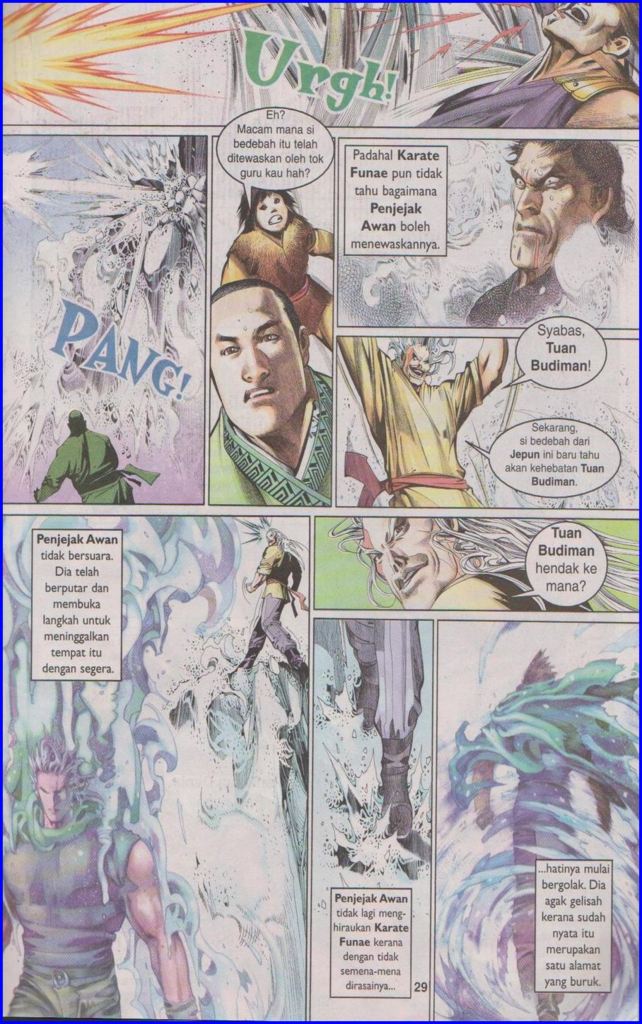 Urgh!
Eh?
Macam mana si
bedebah itu telah
ditewaskan oleh tok
guru kau hah?
Padahal Karate
Funae pun tidak
tahu bagaimana
Penjejak
Awan boleh
menewaskannya.
PANG!
Syabas,
Tuan
Budiman!
Sekarang,
si bedebah dari
Jepun ini baru tahu
akan kehebatan Tuan
Budiman.
Penjejak Awan
tidak bersuara.
Dia telah
berputar dan
membuka
langkah untuk
meninggalkan
tempat itu
dengan segera.
Tuan
Budiman
hendak ke
mana?
Penjejak Awan
tidak lagi meng-
hiraukan Karate
Funae kerana
dengan tidak
semena-mena
dirasainya...
29
...hatinya mulai
bergolak. Dia
agak gelisah
kerana sudah
nyata itu
merupakan
satu alamat
yang buruk.